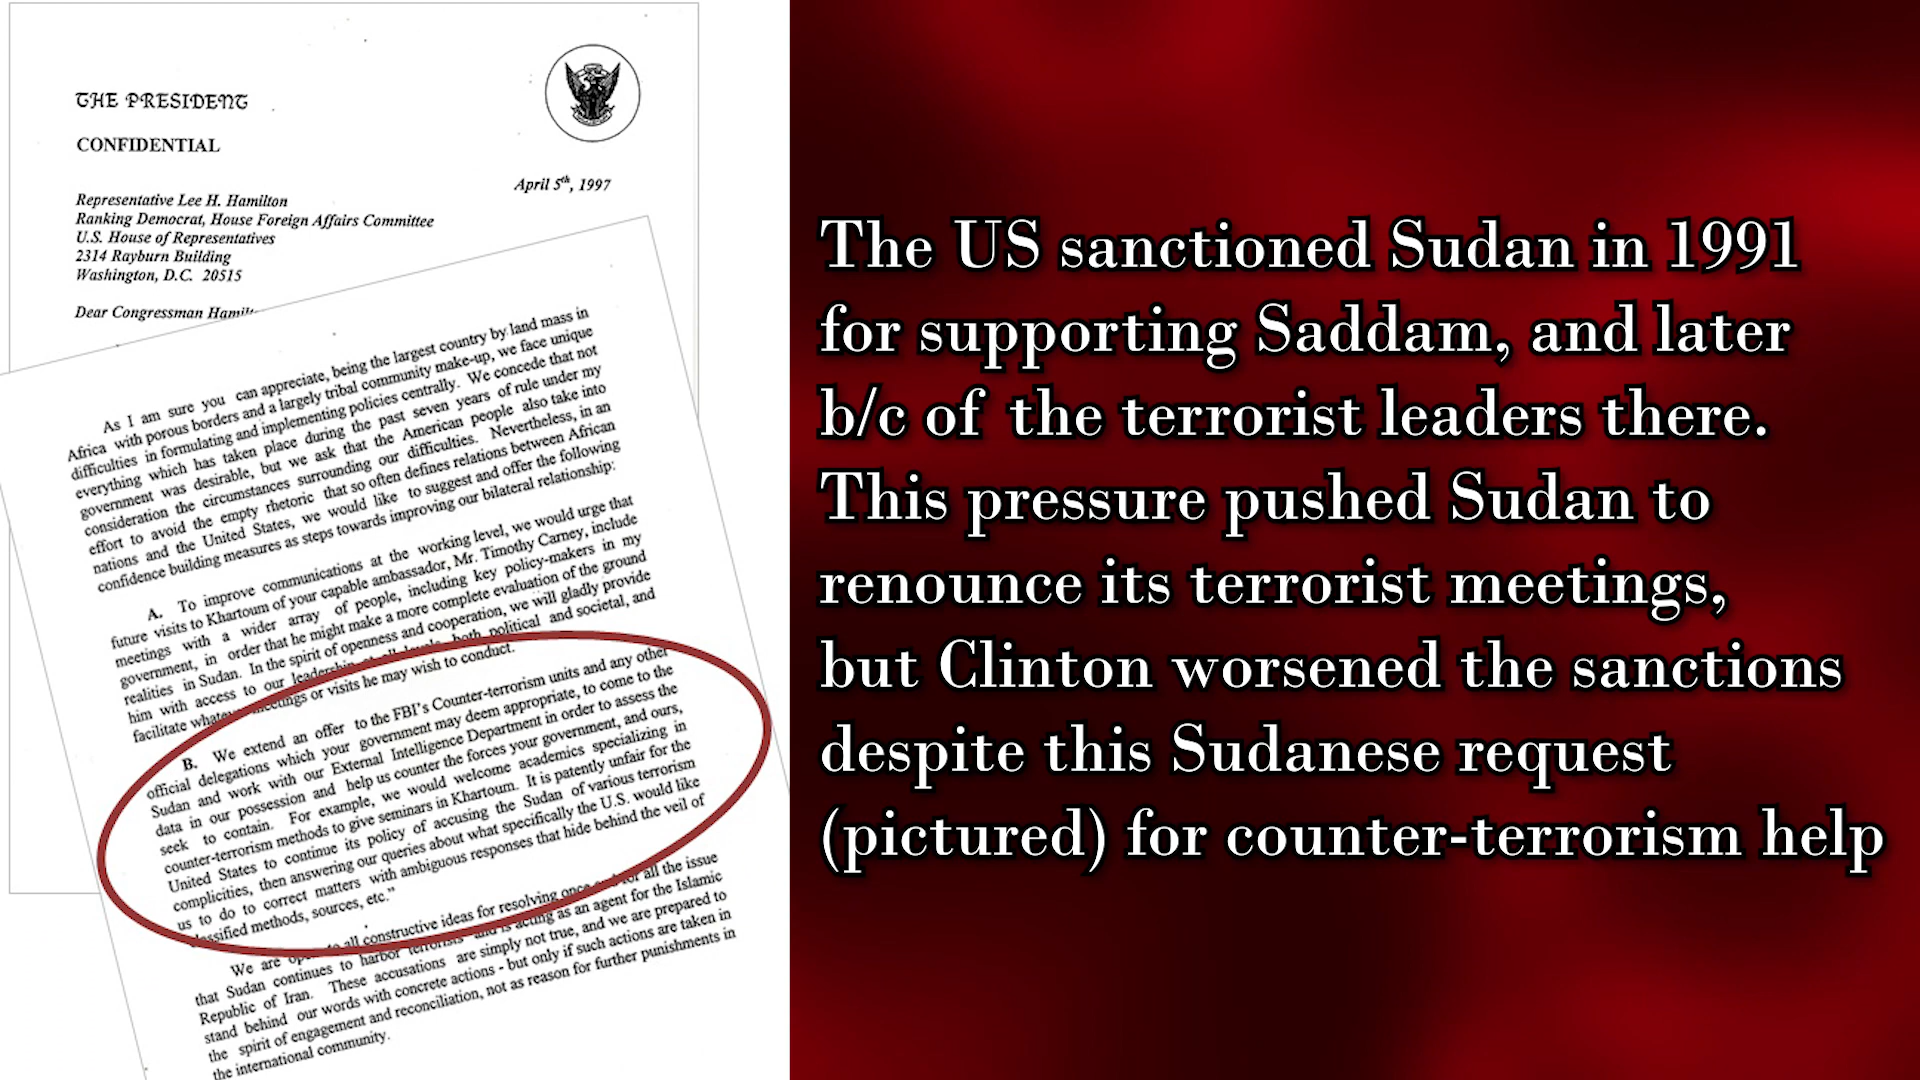 THE PRESIDENT
CONFIDENTIAL
April 5th, 1997
Representative Lee H. Hamilton
Ranking Democrat, House Foreign Affairs Committee
U.S. House of Representatives
2314 Rayburn Building
Washington, D.C. 20515
Dear Congressman
As I am sure you can appreciate, being the largest country by land mass in
Africa with porous borders and a largely tribal community make-up, we face unique
difficulties in formulating and implementing policies centrally. We concede that not
everything which has taken place during the past seven years of rule under my
government was desirable, but we ask that the American people also take into
consideration the circumstances surrounding our difficulties. Nevertheless, in an
effort to avoid the empty rhetoric that so often defines relations between African
nations and the United States, we would like to suggest and offer the following
confidence building measures as steps towards improving our bilateral relationship:
A. To improve communications at the working level, we would urge that
future visits to Khartoum of your capable ambassador, Mr. Timothy Carney, include
meetings with a wider array of people, including key policy-makers in my
government, in order that he might make a more complete evaluation of the ground
realities in Sudan. In the spirit of openness and cooperation, we will gladly provide
him with access to our both political and societal, and
facilitate or visits he may wish to conduct.
B. We extend an offer to the FBI's Counter-terrorism units and any other
official delegations which your government may deem appropriate, to come to the
Sudan and work with our External Intelligence Department in order to assess the
data in our possession and help us counter the forces your government, and ours,
seek to contain. For example, we would welcome academics specializing in
counter-terrorism methods to give seminars in Khartoum. It is patently unfair for the
United States to continue its policy of accusing the Sudan of various terrorism
complicities, then answering our queries about what specifically the U.S. would like
us to do to correct matters with ambiguous responses that hide behind the veil of
classified methods, sources, etc."
We are to all constructive ideas for resolving once for all the issue
that Sudan continues to harbor terrorists and is acting as an agent for the Islamic
Republic of Iran. These accusations are simply not true, and we are prepared to
stand behind our words with concrete actions - but only if such actions are taken in
the spirit of engagement and reconciliation, not as reason for further punishments in
the international community.
The US sanctioned Sudan in 1991
for supporting Saddam, and later
b/c of the terrorist leaders there.
This pressure pushed Sudan to
renounce its terrorist meetings,
but Clinton worsened the sanctions
despite this Sudanese request
(pictured) for counter-terrorism help